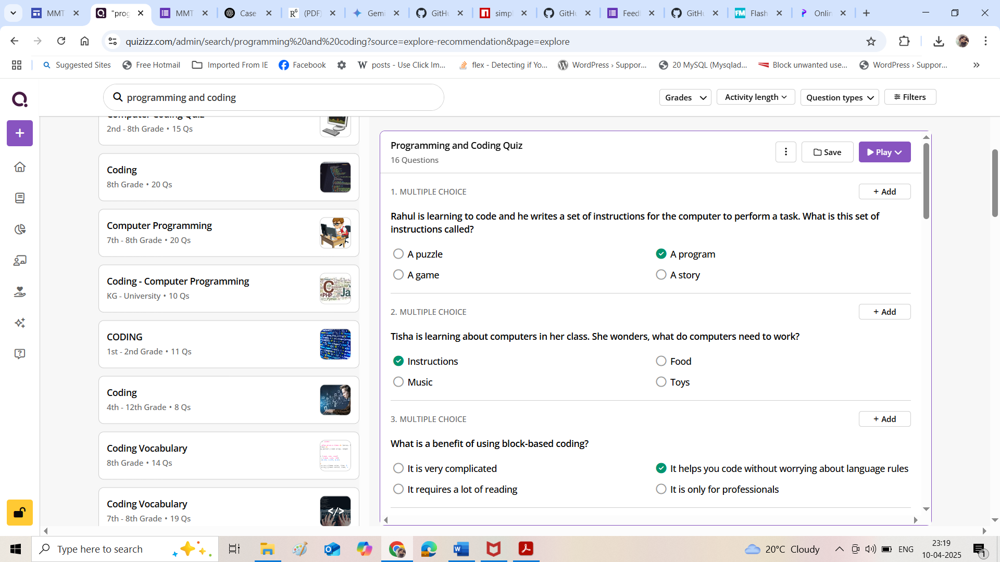 MMT
"prog
MMT
Case
(PDF)
Gemi
GitHu
simpl
GitHu
Feedl
GitHu
Flash
Onlin
quizizz.com/admin/search/programming%20and%20coding?source=explore-recommendation&page=explore
Suggested Sites
Free Hotmail
Imported From IE
Facebook
posts - Use Click Im...
flex - Detecting if Yo...
WordPress › Suppor...
20 MySQL (Mysqlad...
Block unwanted use...
WordPress › Suppor...
programming and coding
Grades
Activity length
Question types
Filters
Computer Coding Quiz
2nd - 8th Grade • 15 Qs
Coding
8th Grade • 20 Qs
Computer Programming
7th - 8th Grade • 20 Qs
Coding - Computer Programming
KG - University • 10 Qs
CODING
1st - 2nd Grade • 11 Qs
Coding
4th - 12th Grade • 8 Qs
Coding Vocabulary
8th Grade • 14 Qs
Coding Vocabulary
7th - 8th Grade • 19 Qs
Programming and Coding Quiz
16 Questions
Save
Play
1. MULTIPLE CHOICE
+ Add
Rahul is learning to code and he writes a set of instructions for the computer to perform a task. What is this set of
instructions called?
A puzzle
A program
A game
A story
2. MULTIPLE CHOICE
+ Add
Tisha is learning about computers in her class. She wonders, what do computers need to work?
Instructions
Food
Music
Toys
3. MULTIPLE CHOICE
+ Add
What is a benefit of using block-based coding?
It is very complicated
It helps you code without worrying about language rules
It requires a lot of reading
It is only for professionals
Type here to search
20°C Cloudy
ENG
23:19
10-04-2025
1